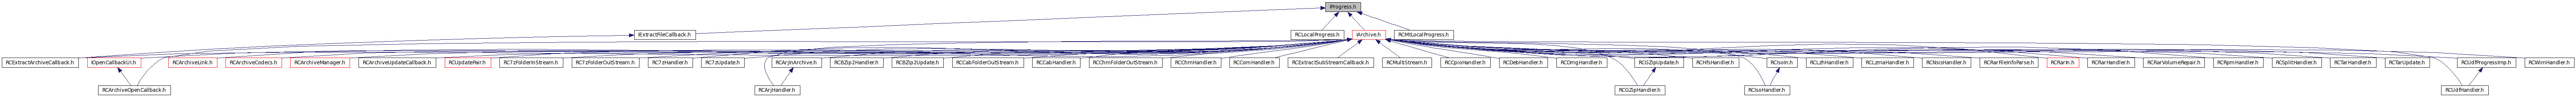 IProgress.h
RCLocalProgress.h
IArchive.h
RCMtLocalProgress.h
IExtractFileCallback.h
RCExtractArchiveCallback.h
IOpenCallbackUI.h
RCArchiveLink.h
RCArchiveCodecs.h
RCArchiveManager.h
RCArchiveUpdateCallback.h
RCUpdatePair.h
RC7zFolderInStream.h
RC7zFolderOutStream.h
RC7zHandler.h
RC7zUpdate.h
RCArjInArchive.h
RCBZip2Handler.h
RCBZip2Update.h
RCCabFolderOutStream.h
RCCabHandler.h
RCChmFolderOutStream.h
RCChmHandler.h
RCComHandler.h
RCExtractSubStreamCallback.h
RCMultiStream.h
RCCpioHandler.h
RCDebHandler.h
RCDmgHandler.h
RCGZipUpdate.h
RCHfsHandler.h
RCIsoIn.h
RCLzhHandler.h
RCLzmaHandler.h
RCNsisHandler.h
RCRarFileInfoParse.h
RCRarIn.h
RCRarHandler.h
RCRarVolumeRepair.h
RCRpmHandler.h
RCSplitHandler.h
RCTarHandler.h
RCTarUpdate.h
RCUdfProgressImp.h
RCWimHandler.h
RCArchiveOpenCallback.h
RCArjHandler.h
RCGZipHandler.h
RCIsoHandler.h
RCUdfHandler.h